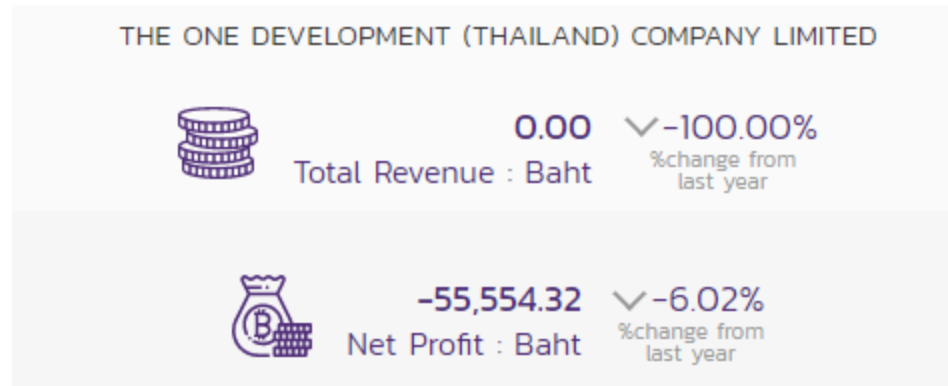 THE ONE DEVELOPMENT (THAILAND) COMPANY LIMITED
0.00
-100.00%
Total Revenue : Baht
%change from
last year
-55,554.32
-6.02%
Net Profit : Baht
%change from
last year